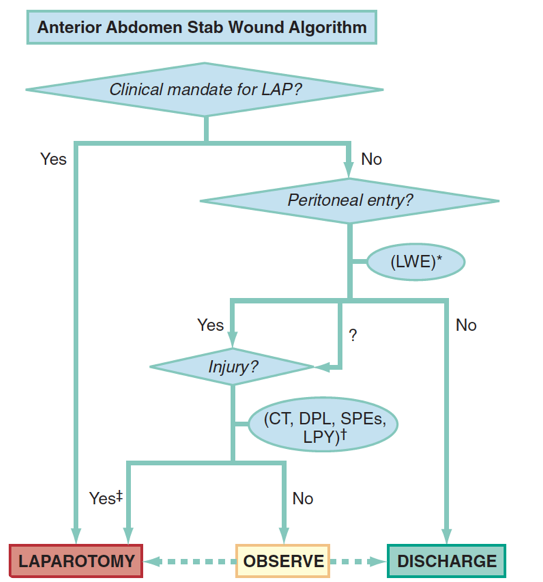 Anterior Abdomen Stab Wound Algorithm
Clinical mandate for LAP?
Yes
No
Peritoneal entry?
(LWE)*
Yes
?
No
Injury?
(CT, DPL, SPEs,
LPY)†
Yes‡
No
LAPAROTOMY
OBSERVE
DISCHARGE